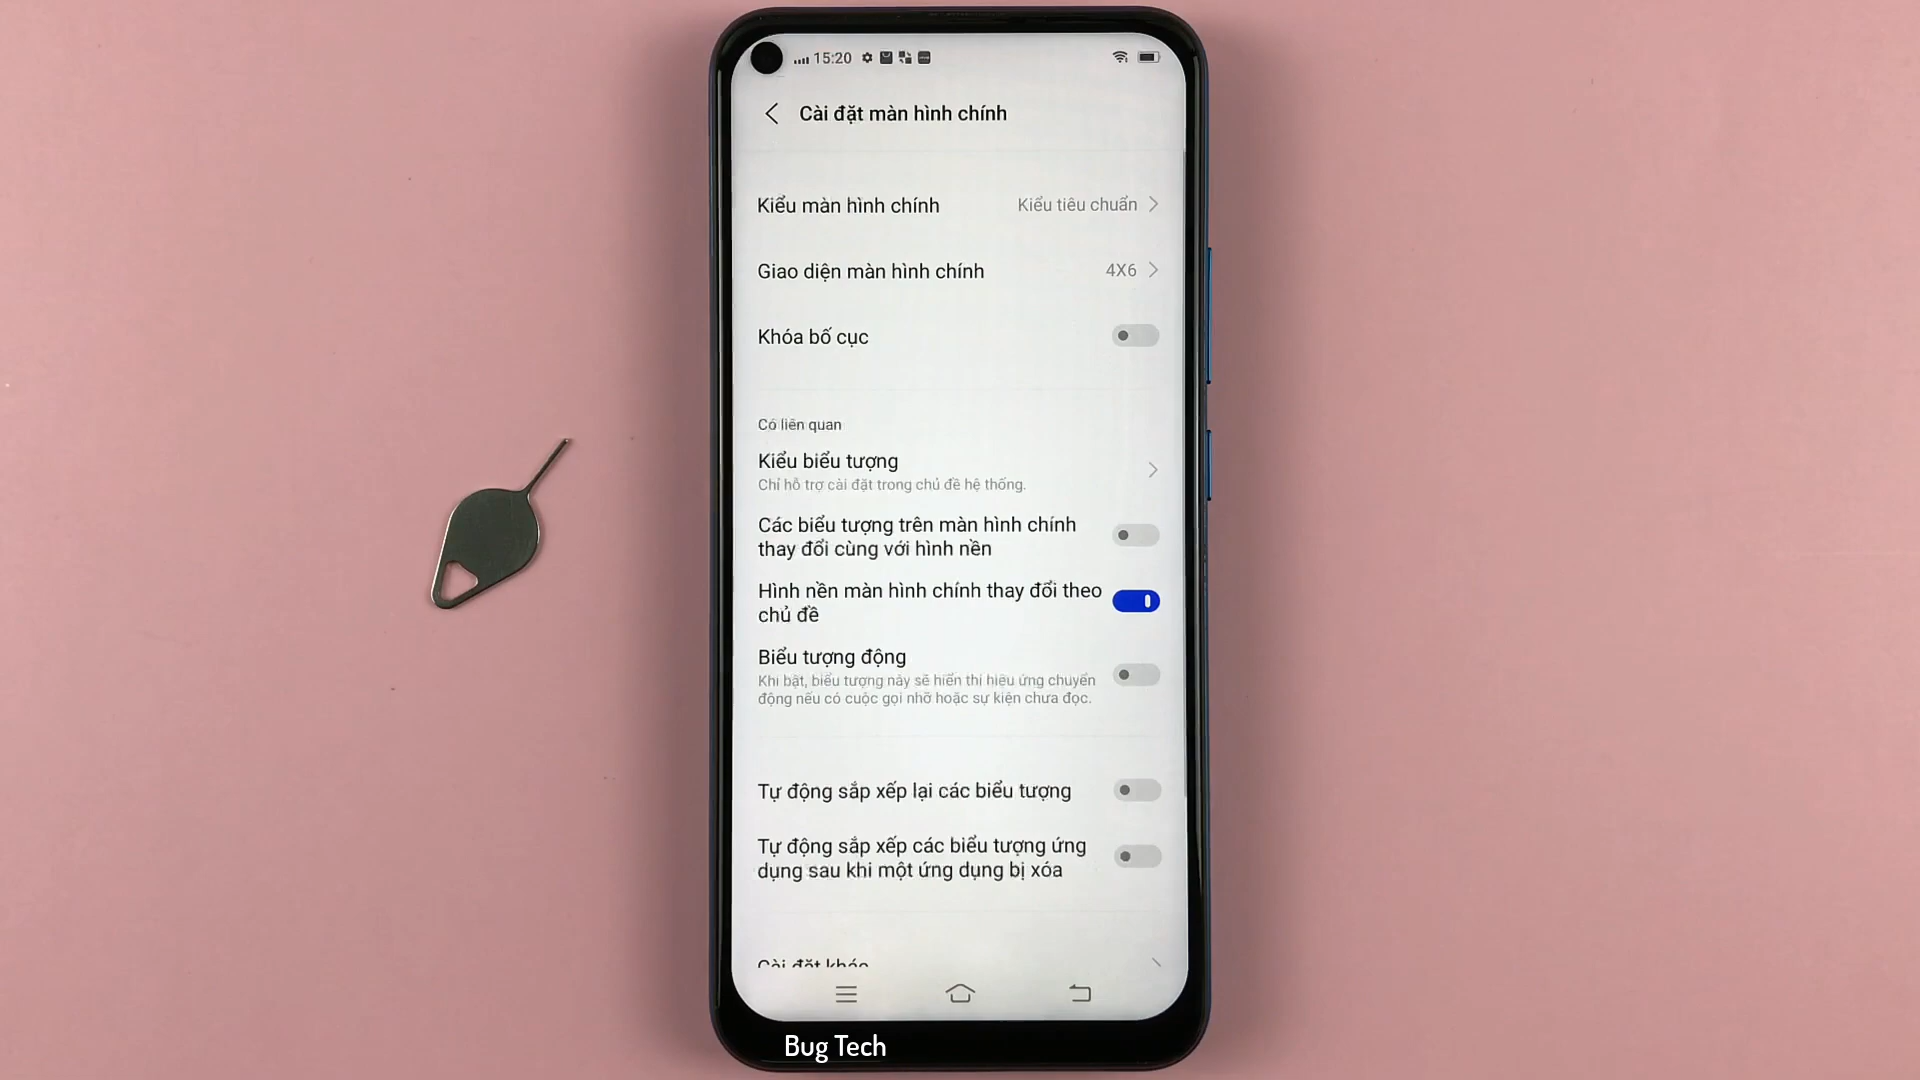 15:20
Cài đặt màn hình chính
Kiểu màn hình chính
Kiểu tiêu chuẩn
Giao diện màn hình chính
4X6
Khóa bố cục
Có liên quan
Kiểu biểu tượng
Chỉ hỗ trợ cài đặt trong chủ đề hệ thống.
Các biểu tượng trên màn hình chính
thay đổi cùng với hình nền
Hình nền màn hình chính thay đổi theo
chủ đề
Biểu tượng động
Khi bật, biểu tượng này sẽ hiển thị hiệu ứng chuyển
động nếu có cuộc gọi nhỡ hoặc sự kiện chưa đọc.
Tự động sắp xếp lại các biểu tượng
Tự động sắp xếp các biểu tượng ứng
dụng sau khi một ứng dụng bị xóa
Cài đặt khác
Bug Tech